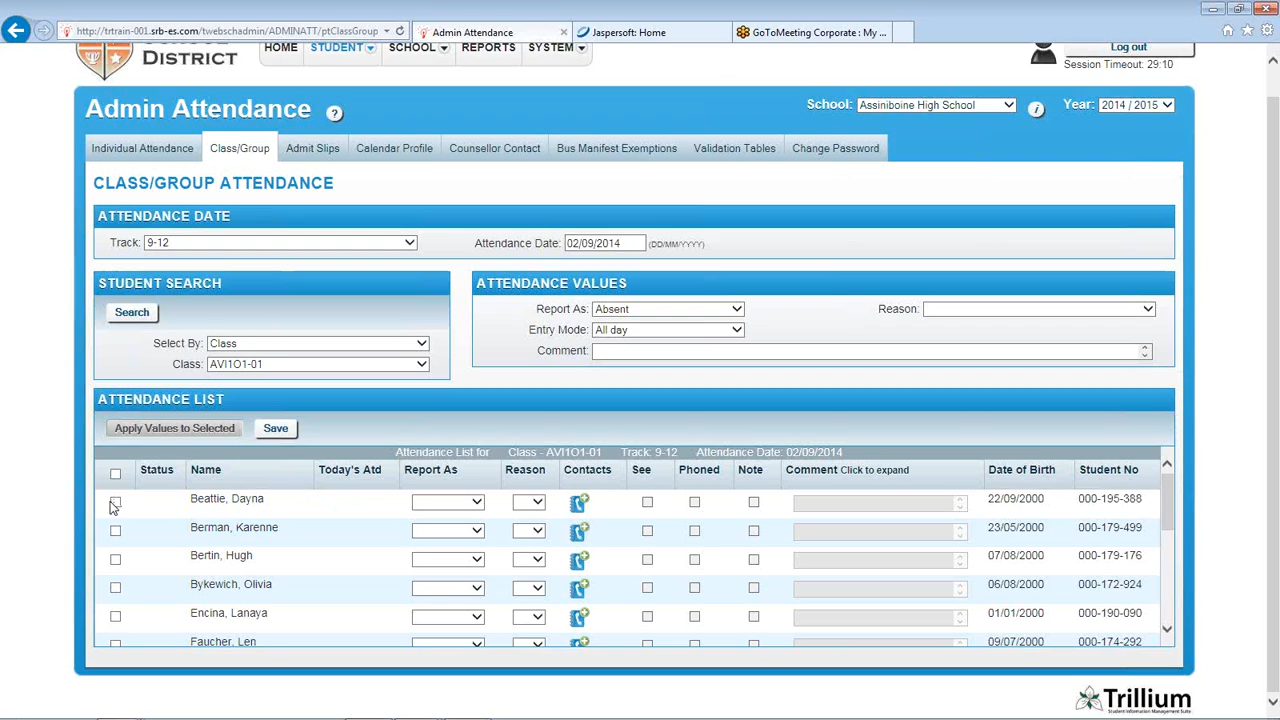 http://trtrain-001.srb-es.com/twebschadmin/ADMINATT/ptClassGroup
Admin Attendance
Jaspersoft: Home
GoToMeeting Corporate : My ...
DISTRICT
HOME STUDENT SCHOOL REPORTS SYSTEM
Log out
Session Timeout: 29:10
Admin Attendance ?
School: Assiniboine High School i Year: 2014 / 2015
Individual Attendance Class/Group Admit Slips Calendar Profile Counsellor Contact Bus Manifest Exemptions Validation Tables Change Password
CLASS/GROUP ATTENDANCE
ATTENDANCE DATE
Track: 9-12 Attendance Date: 02/09/2014 (DD/MM/YYYY)
STUDENT SEARCH
Search
Select By: Class
Class: AVI1O1-01
ATTENDANCE VALUES
Report As: Absent Reason:
Entry Mode: All day
Comment:
ATTENDANCE LIST
Apply Values to Selected Save
Attendance List for Class - AVI1O1-01 Track: 9-12 Attendance Date: 02/09/2014
Status Name Today's Atd Report As Reason Contacts See Phoned Note Comment Click to expand Date of Birth Student No
Beattie, Dayna 22/09/2000 000-195-388
Berman, Karenne 23/05/2000 000-179-499
Bertin, Hugh 07/08/2000 000-179-176
Bykewich, Olivia 06/08/2000 000-172-924
Encina, Lanaya 01/01/2000 000-190-090
Faucher, Len 09/07/2000 000-174-292
Trillium
Student Information Management Suite